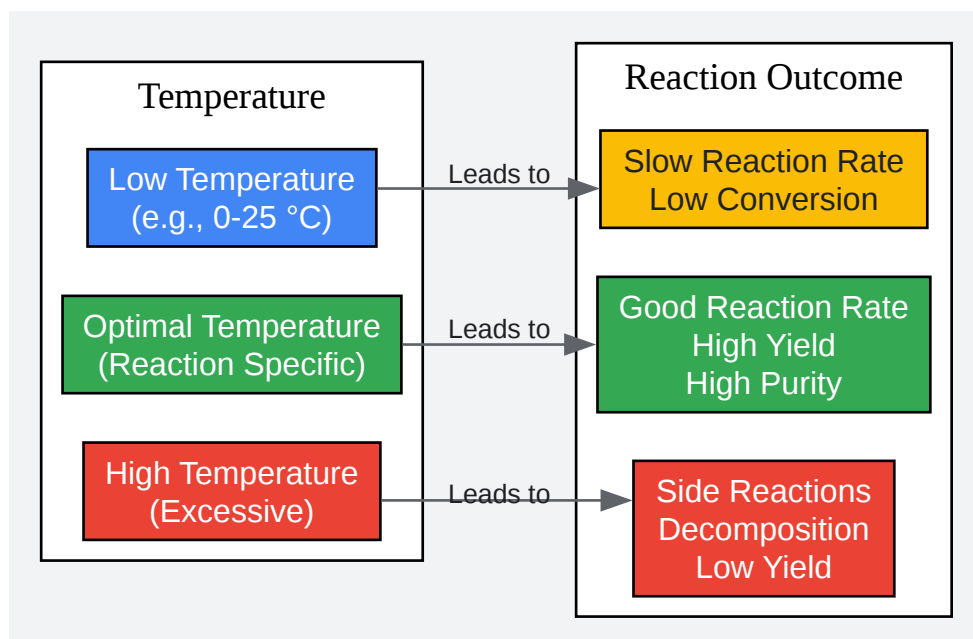 Temperature
Low Temperature
(e.g., 0-25 °C)
Optimal Temperature
(Reaction Specific)
High Temperature
(Excessive)
Leads to
Leads to
Leads to
Reaction Outcome
Slow Reaction Rate
Low Conversion
Good Reaction Rate
High Yield
High Purity
Side Reactions
Decomposition
Low Yield